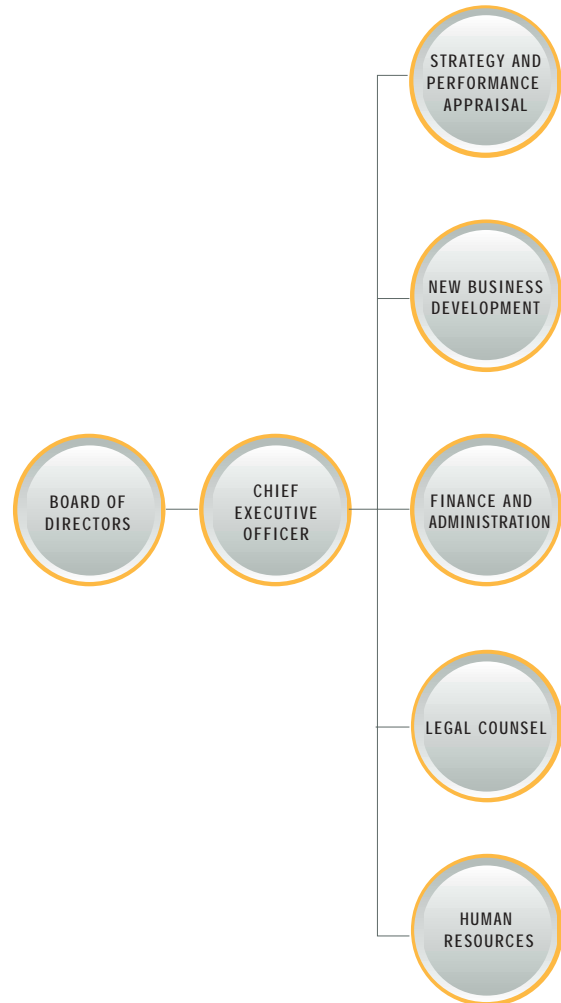 STRATEGY AND
PERFORMANCE
APPRAISAL
NEW BUSINESS
DEVELOPMENT
BOARD OF
DIRECTORS
CHIEF
EXECUTIVE
OFFICER
FINANCE AND
ADMINISTRATION
LEGAL COUNSEL
HUMAN
RESOURCES